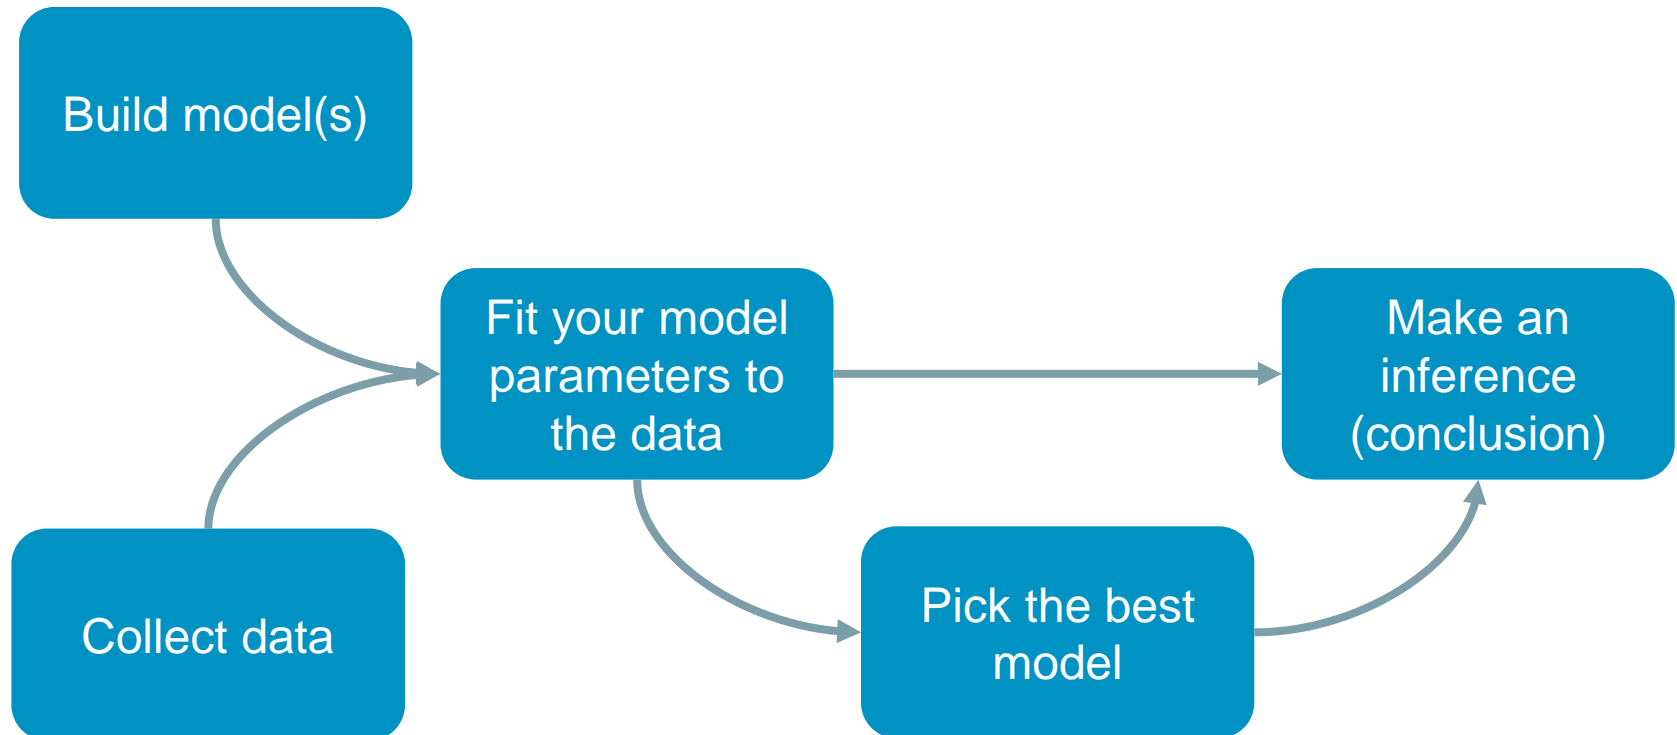 Build model(s)
Collect data
Fit your model
parameters to
the data
Pick the best
model
Make an
inference
(conclusion)